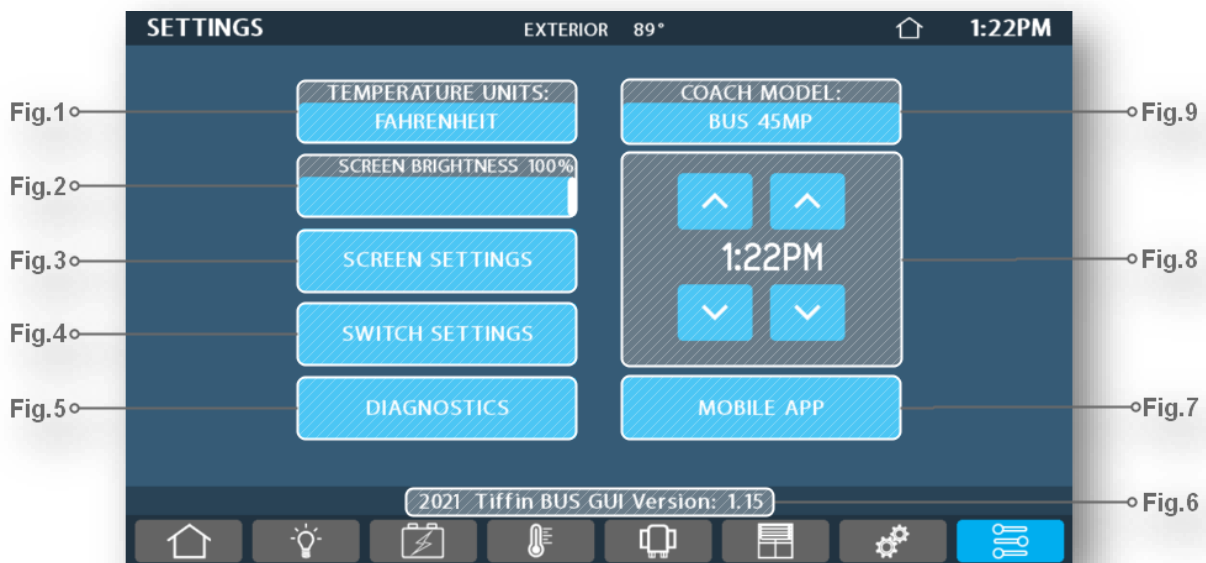 SETTINGS EXTERIOR 89° 1:22PM
Fig.1 TEMPERATURE UNITS:
FAHRENHEIT
COACH MODEL: Fig.9
BUS 45MP
Fig.2 SCREEN BRIGHTNESS 100%
Fig.3 SCREEN SETTINGS
1:22PM Fig.8
Fig.4 SWITCH SETTINGS
Fig.5 DIAGNOSTICS
MOBILE APP Fig.7
2021 Tiffin BUS GUI Version: 1.15 Fig.6